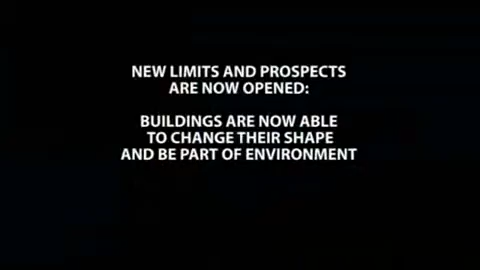 NEW LIMITS AND PROSPECTS
ARE NOW OPENED:
BUILDINGS ARE NOW ABLE
TO CHANGE THEIR SHAPE
AND BE PART OF ENVIRONMENT